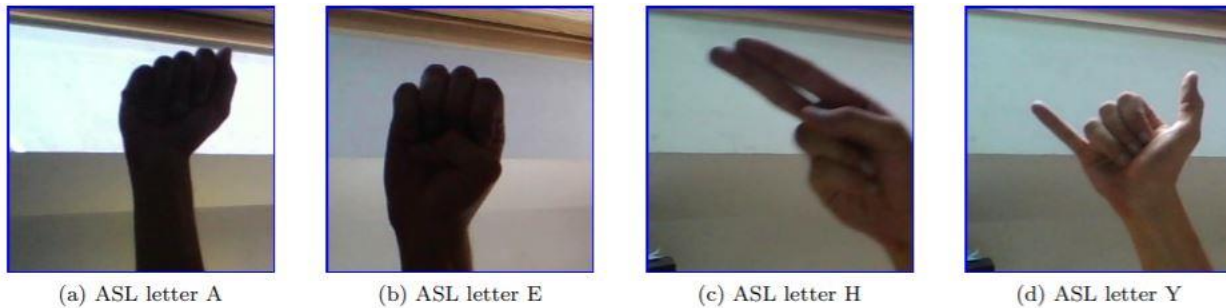 (a) ASL letter A
(b) ASL letter E
(c) ASL letter H
(d) ASL letter Y